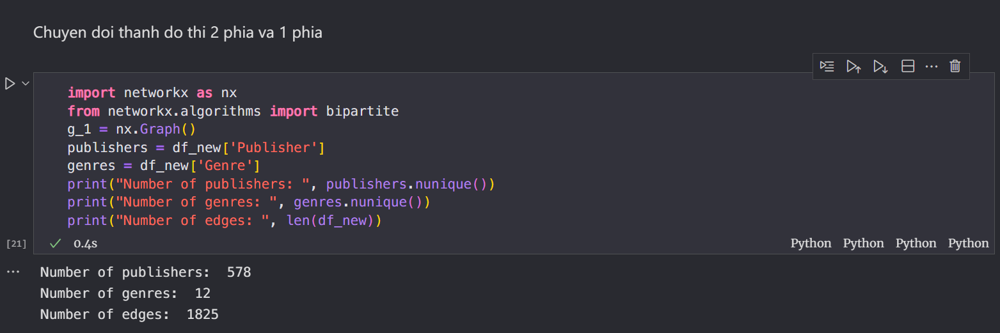 Chuyen doi thanh do thi 2 phia va 1 phia
import networkx as nx
from networkx.algorithms import bipartite
g_1 = nx.Graph()
publishers = df_new['Publisher']
genres = df_new['Genre']
print("Number of publishers: ", publishers.nunique())
print("Number of genres: ", genres.nunique())
print("Number of edges: ", len(df_new))
[21] 0.4s Python Python Python Python
Number of publishers:  578
Number of genres:  12
Number of edges:  1825